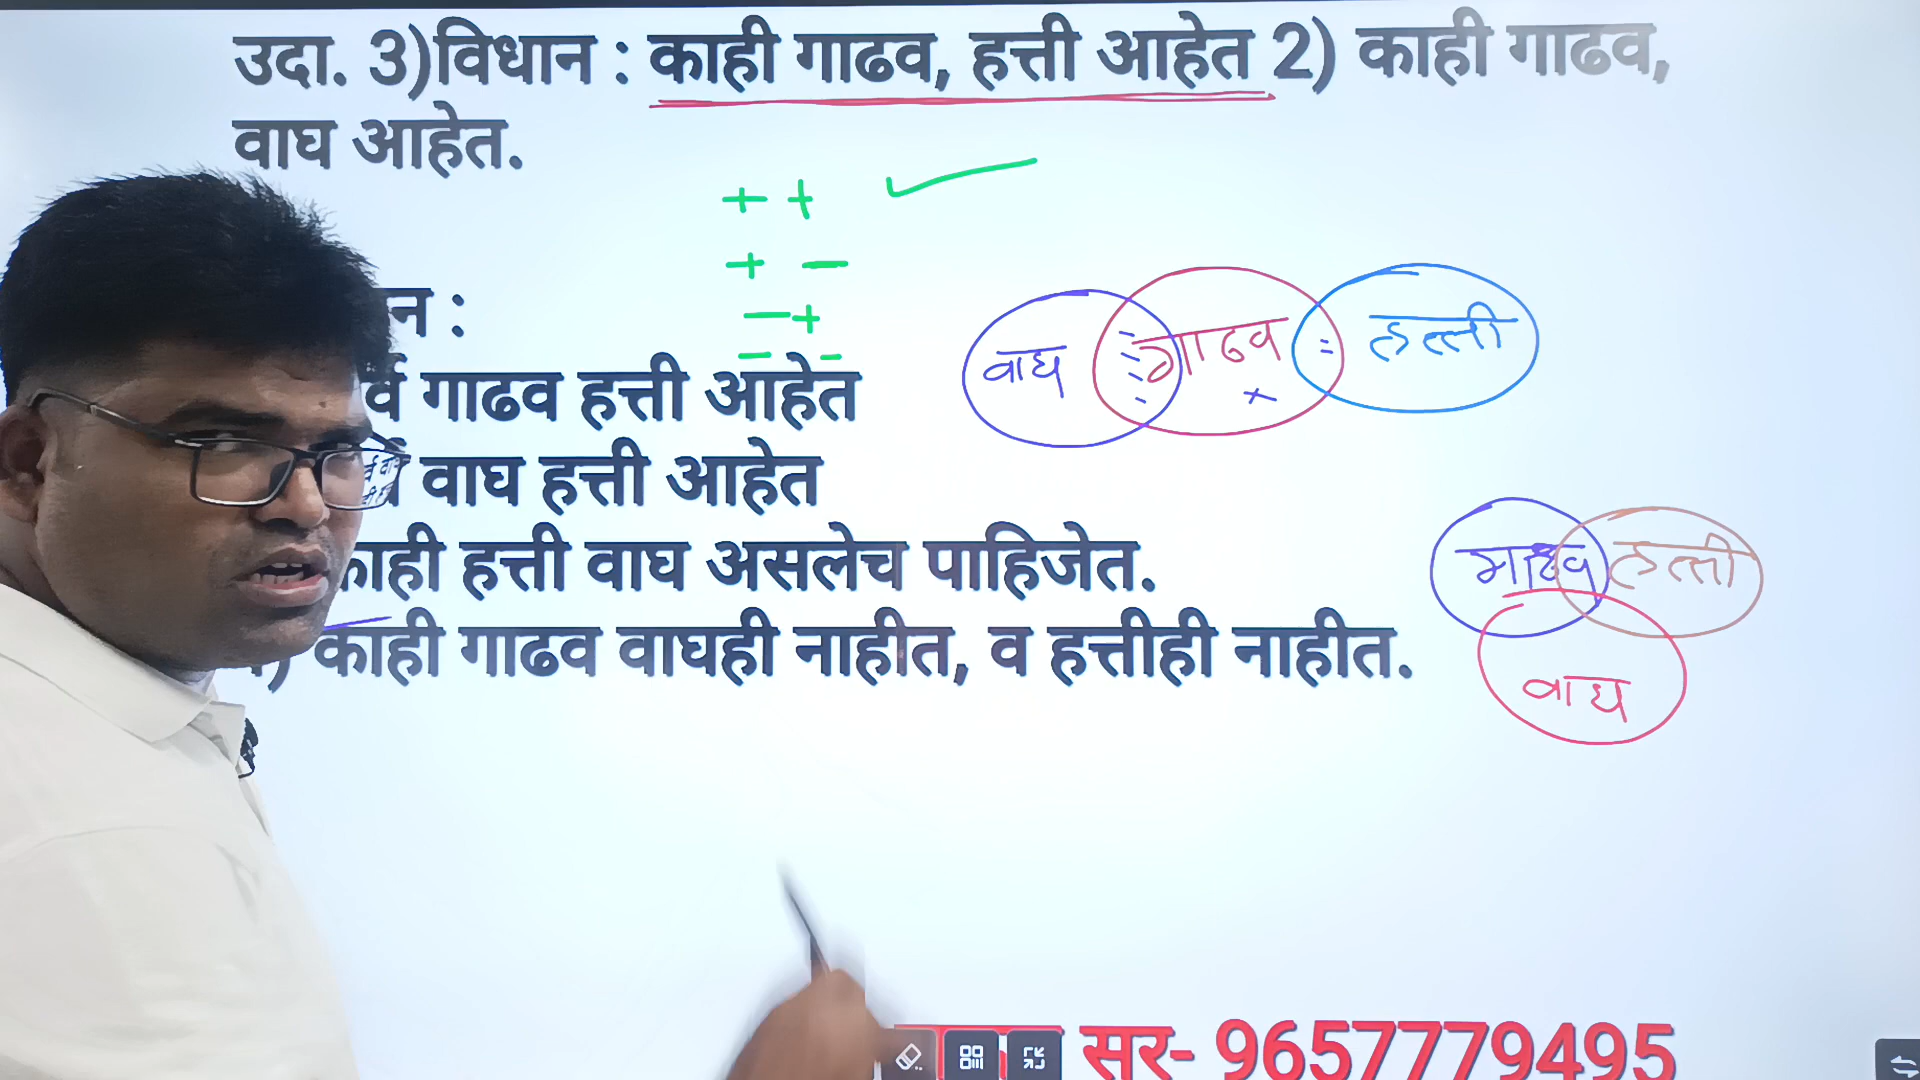 उदा. 3)विधान : काही गाढव, हत्ती आहेत 2) काही गाढव,
वाघ आहेत.
+ +
+ −
− +
− −
न :
र्व गाढव हत्ती आहेत
वाघ हत्ती आहेत
काही हत्ती वाघ असलेच पाहिजेत.
काही गाढव वाघही नाहीत, व हत्तीही नाहीत.
वाघ गाढव हत्ती
गाढव हत्ती
वाघ
सर- 9657779495